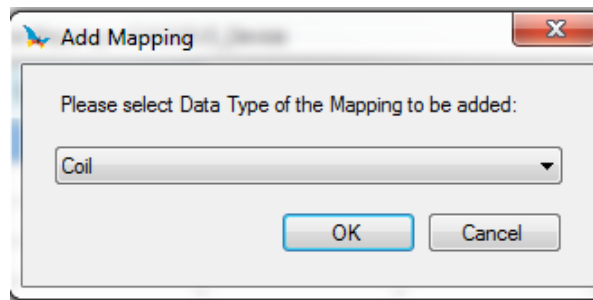 Add Mapping
Please select Data Type of the Mapping to be added:
Coil
OK Cancel